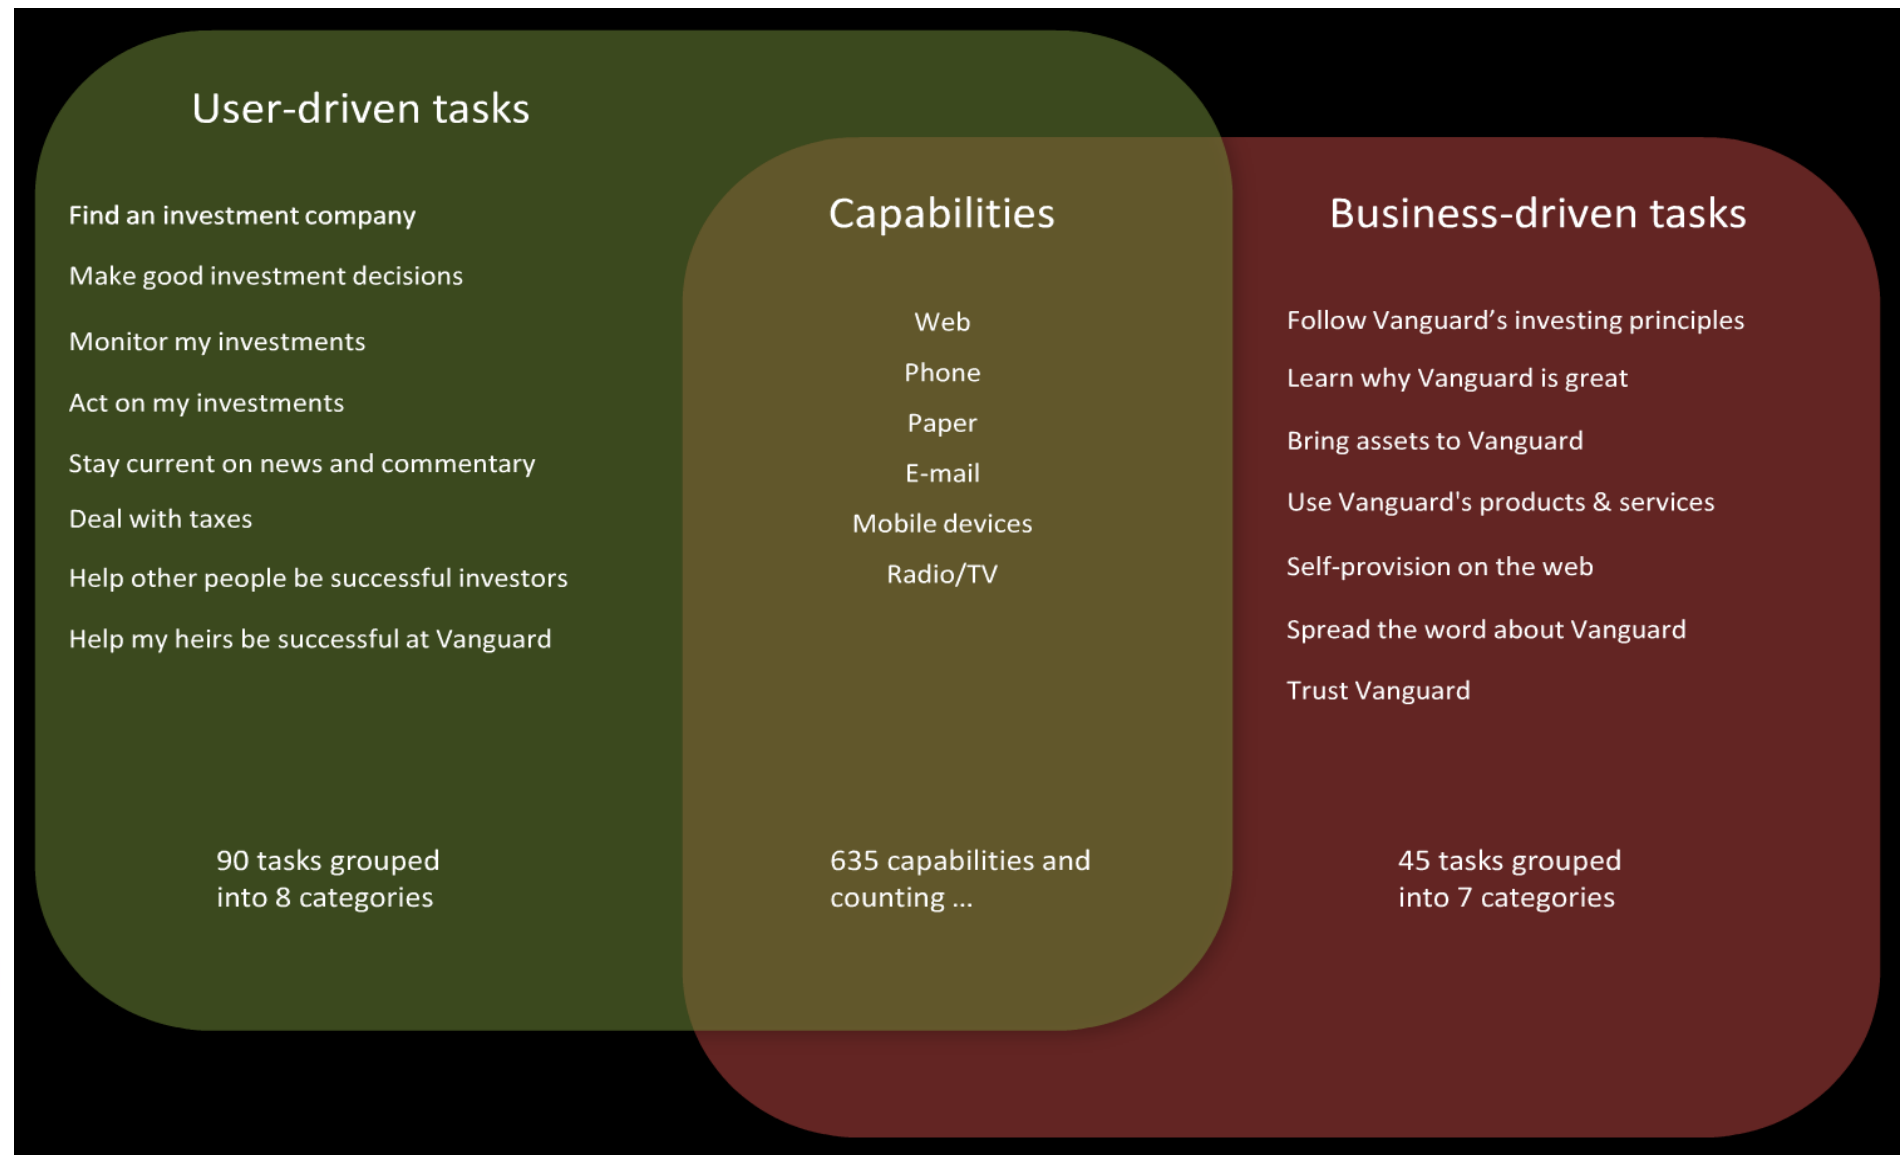 User-driven tasks
Find an investment company
Make good investment decisions
Monitor my investments
Act on my investments
Stay current on news and commentary
Deal with taxes
Help other people be successful investors
Help my heirs be successful at Vanguard
90 tasks grouped
into 8 categories
Capabilities
Web
Phone
Paper
E-mail
Mobile devices
Radio/TV
635 capabilities and
counting ...
Business-driven tasks
Follow Vanguard’s investing principles
Learn why Vanguard is great
Bring assets to Vanguard
Use Vanguard's products & services
Self-provision on the web
Spread the word about Vanguard
Trust Vanguard
45 tasks grouped
into 7 categories